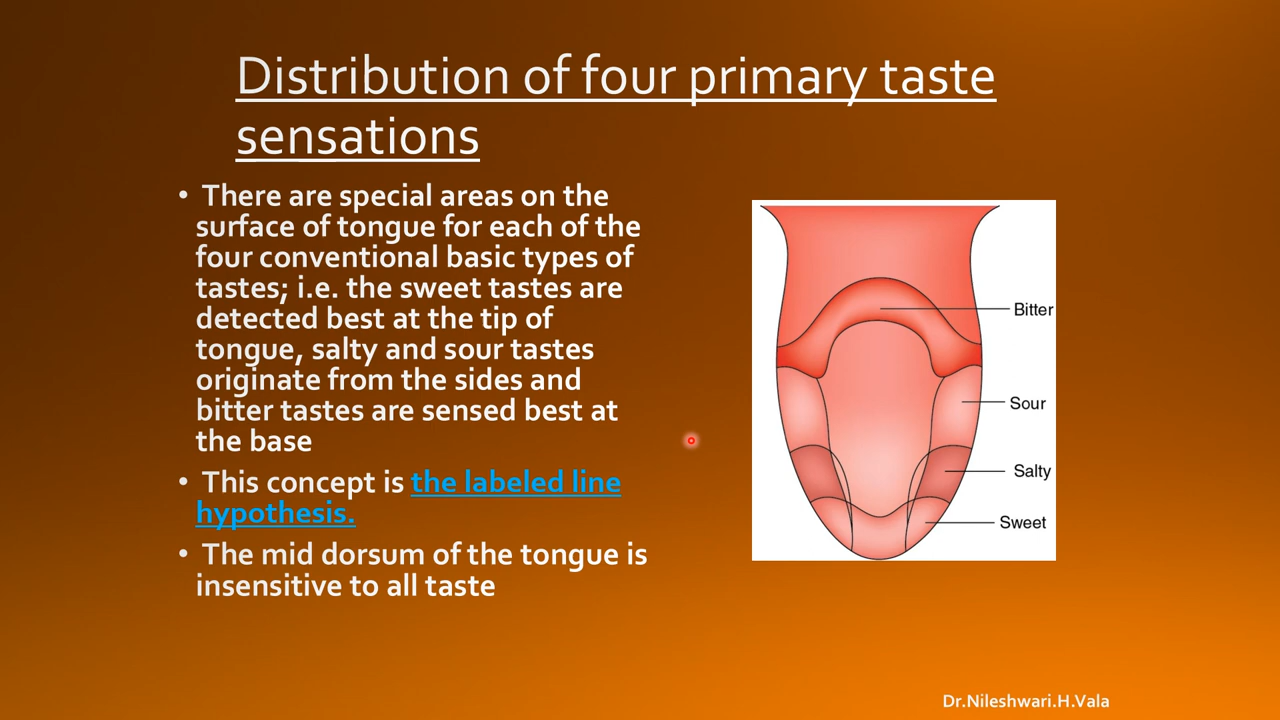 Distribution of four primary taste
sensations
• There are special areas on the
surface of tongue for each of the
four conventional basic types of
tastes; i.e. the sweet tastes are
detected best at the tip of
tongue, salty and sour tastes
originate from the sides and
bitter tastes are sensed best at
the base
• This concept is the labeled line
hypothesis.
• The mid dorsum of the tongue is
insensitive to all taste
Bitter
Sour
Salty
Sweet
Dr.Nileshwari.H.Vala